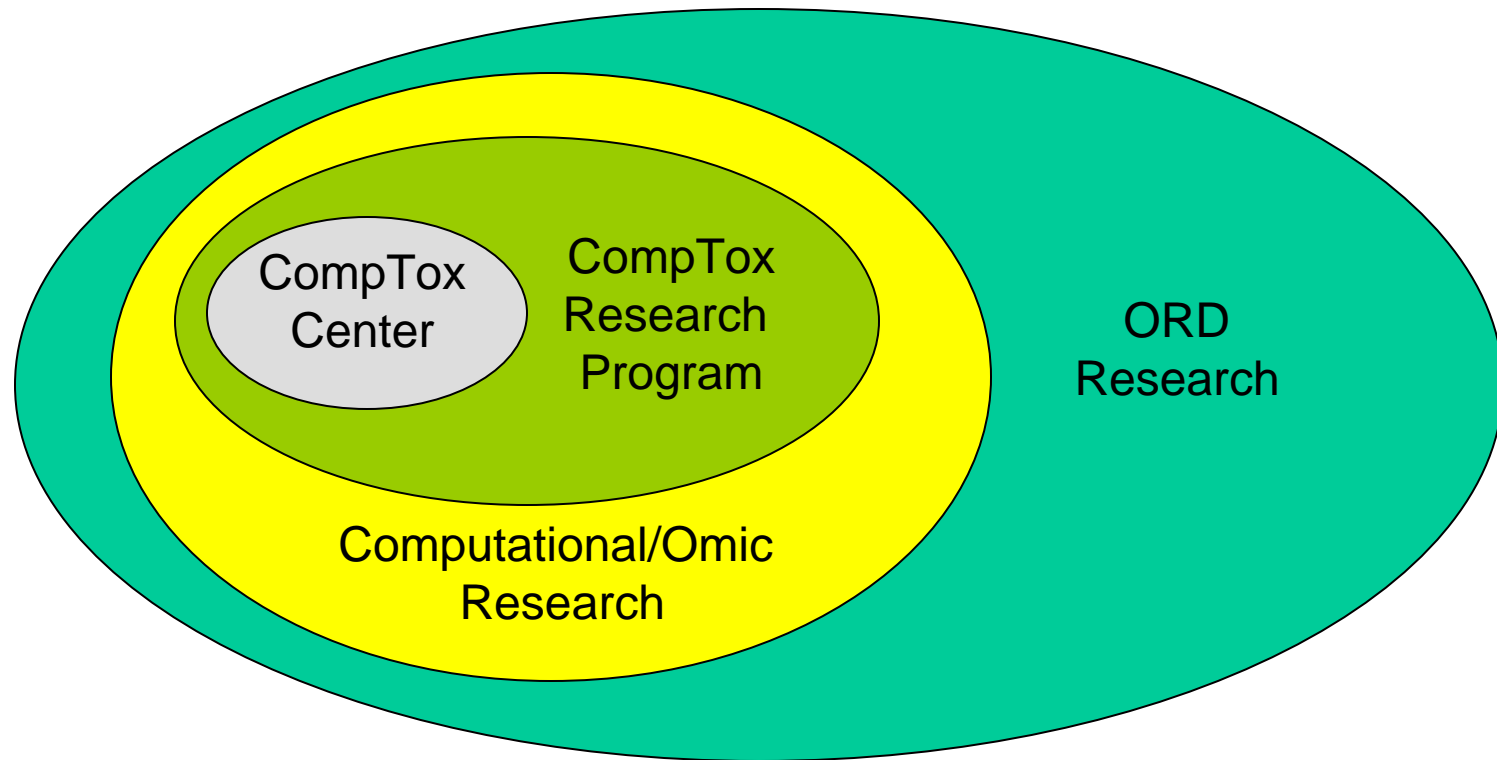 CompTox
Center
CompTox
Research
Program
ORD
Research
Computational/Omic
Research